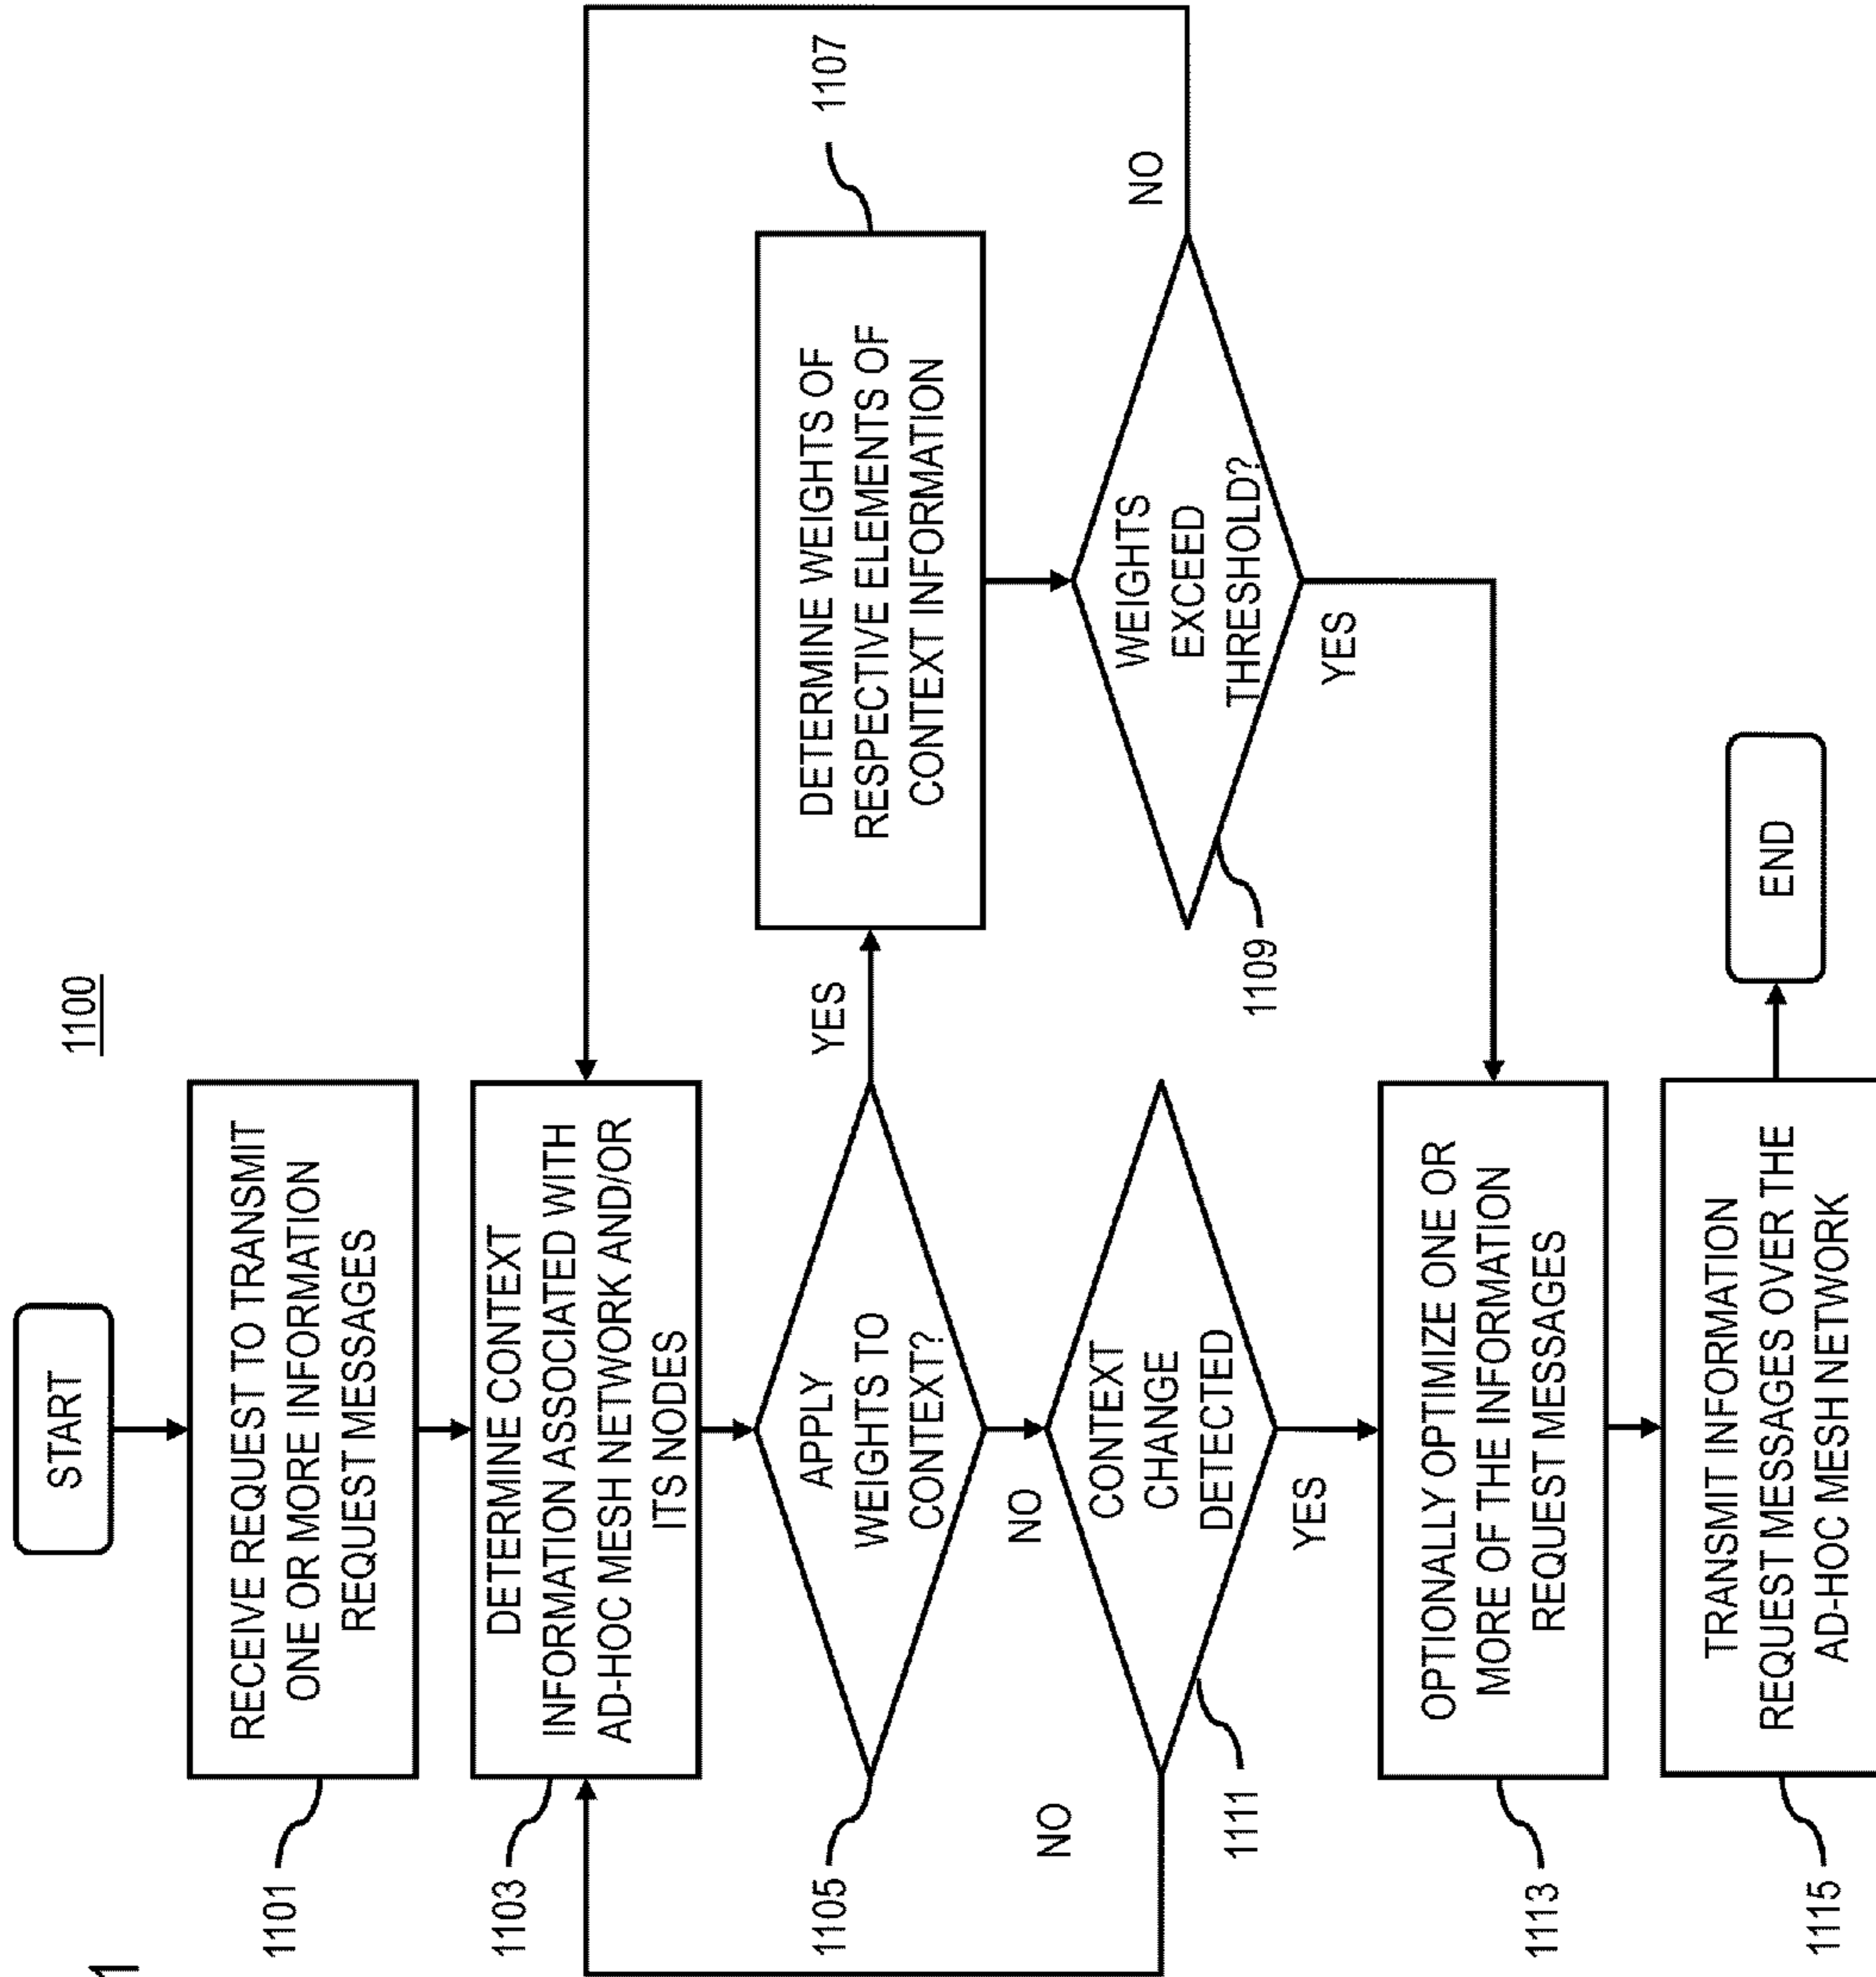 1100
START
RECEIVE REQUEST TO TRANSMIT
ONE OR MORE INFORMATION
REQUEST MESSAGES
1101
DETERMINE CONTEXT
INFORMATION ASSOCIATED WITH
AD-HOC MESH NETWORK AND/OR
ITS NODES
1103
APPLY
WEIGHTS TO
CONTEXT?
1105
YES
NO
DETERMINE WEIGHTS OF
RESPECTIVE ELEMENTS OF
CONTEXT INFORMATION
1107
WEIGHTS
EXCEED
THRESHOLD?
1109
NO
YES
CONTEXT
CHANGE
DETECTED
1111
NO
YES
OPTIONALLY OPTIMIZE ONE OR
MORE OF THE INFORMATION
REQUEST MESSAGES
1113
TRANSMIT INFORMATION
REQUEST MESSAGES OVER THE
AD-HOC MESH NETWORK
1115
END